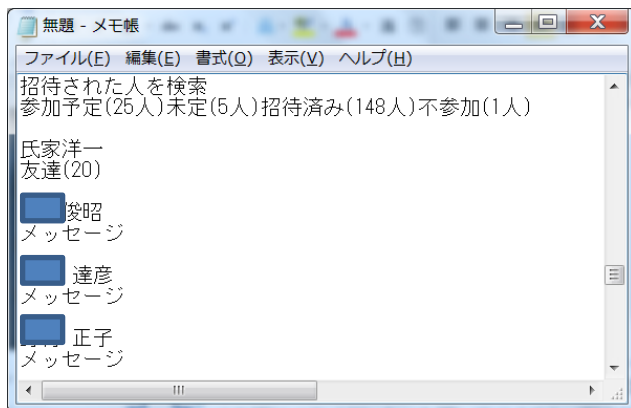 無題 - メモ帳
ファイル(F) 編集(E) 書式(O) 表示(V) ヘルプ(H)
招待された人を検索
参加予定(25人)未定(5人)招待済み(148人)不参加(1人)
氏家洋一
友達(20)
俊昭
メッセージ
達彦
メッセージ
正子
メッセージ